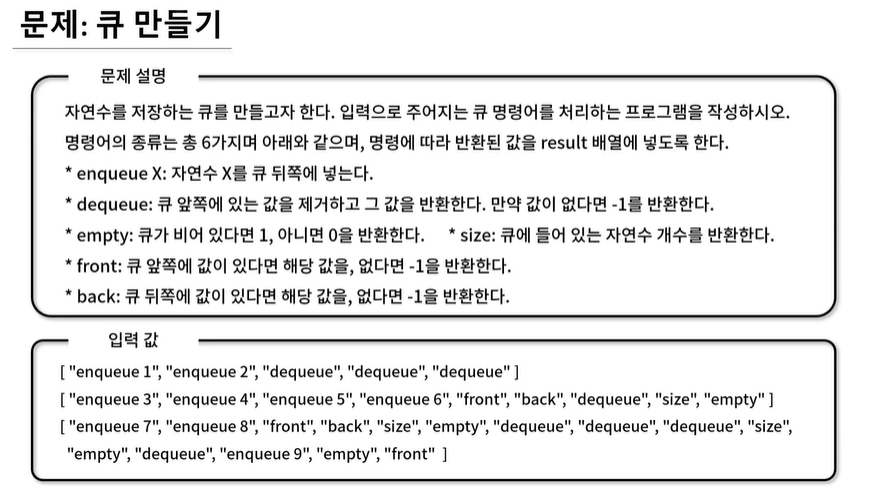 문제: 큐 만들기
문제 설명
자연수를 저장하는 큐를 만들고자 한다. 입력으로 주어지는 큐 명령어를 처리하는 프로그램을 작성하시오.
명령어의 종류는 총 6가지며 아래와 같으며, 명령에 따라 반환된 값을 result 배열에 넣도록 한다.
* enqueue X: 자연수 X를 큐 뒤쪽에 넣는다.
* dequeue: 큐 앞쪽에 있는 값을 제거하고 그 값을 반환한다. 만약 값이 없다면 -1를 반환한다.
* empty: 큐가 비어 있다면 1, 아니면 0을 반환한다. * size: 큐에 들어 있는 자연수 개수를 반환한다.
* front: 큐 앞쪽에 값이 있다면 해당 값을, 없다면 -1을 반환한다.
* back: 큐 뒤쪽에 값이 있다면 해당 값을, 없다면 -1을 반환한다.
입력 값
[ "enqueue 1", "enqueue 2", "dequeue", "dequeue", "dequeue" ]
[ "enqueue 3", "enqueue 4", "enqueue 5", "enqueue 6", "front", "back", "dequeue", "size", "empty" ]
[ "enqueue 7", "enqueue 8", "front", "back", "size", "empty", "dequeue", "dequeue", "dequeue", "size",
"empty", "dequeue", "enqueue 9", "empty", "front" ]